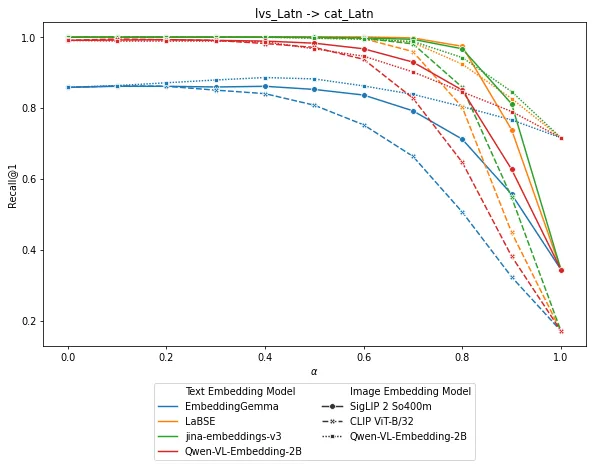 lvs_Latn -> cat_Latn
Recall@1
1.0
0.8
0.6
0.4
0.2
0.0 0.2 0.4 0.6 0.8 1.0
α
Text Embedding Model
EmbeddingGemma
LaBSE
jina-embeddings-v3
Qwen-VL-Embedding-2B
Image Embedding Model
SigLIP 2 So400m
CLIP ViT-B/32
Qwen-VL-Embedding-2B